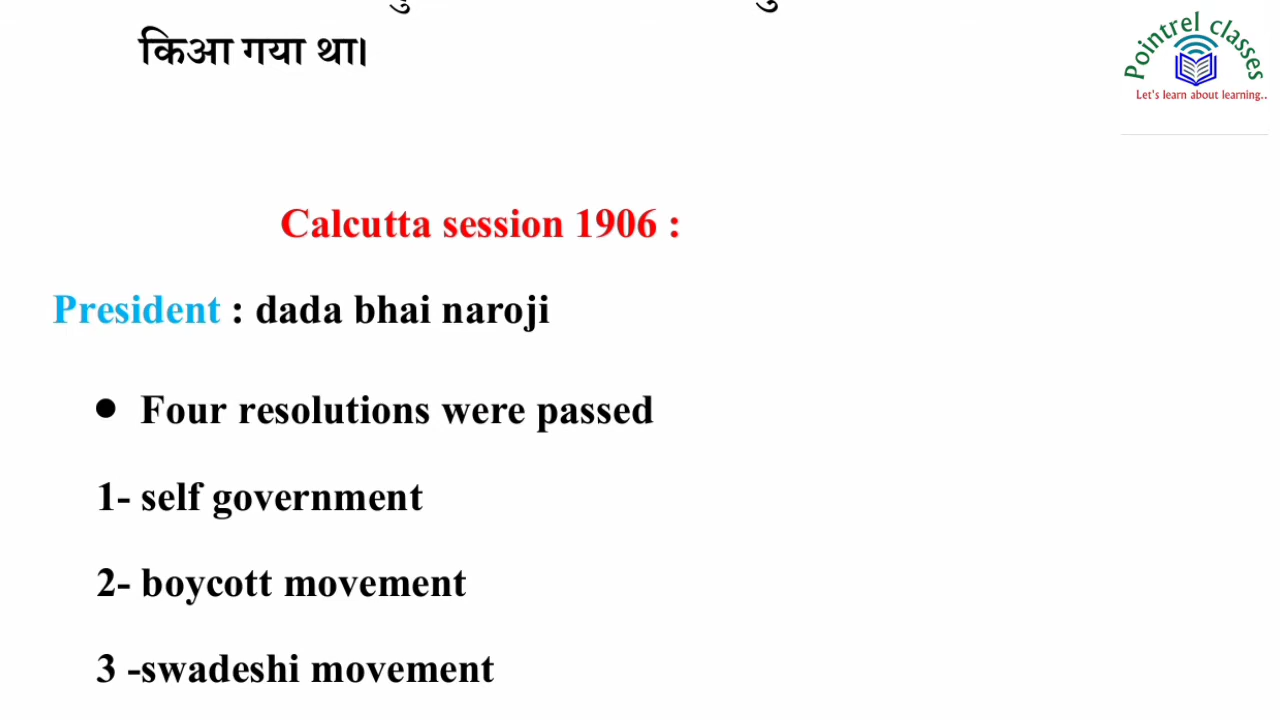 किआ गया था।
Pointrel classes
Let's learn about learning..
Calcutta session 1906 :
President : dada bhai naroji
● Four resolutions were passed
1- self government
2- boycott movement
3 -swadeshi movement